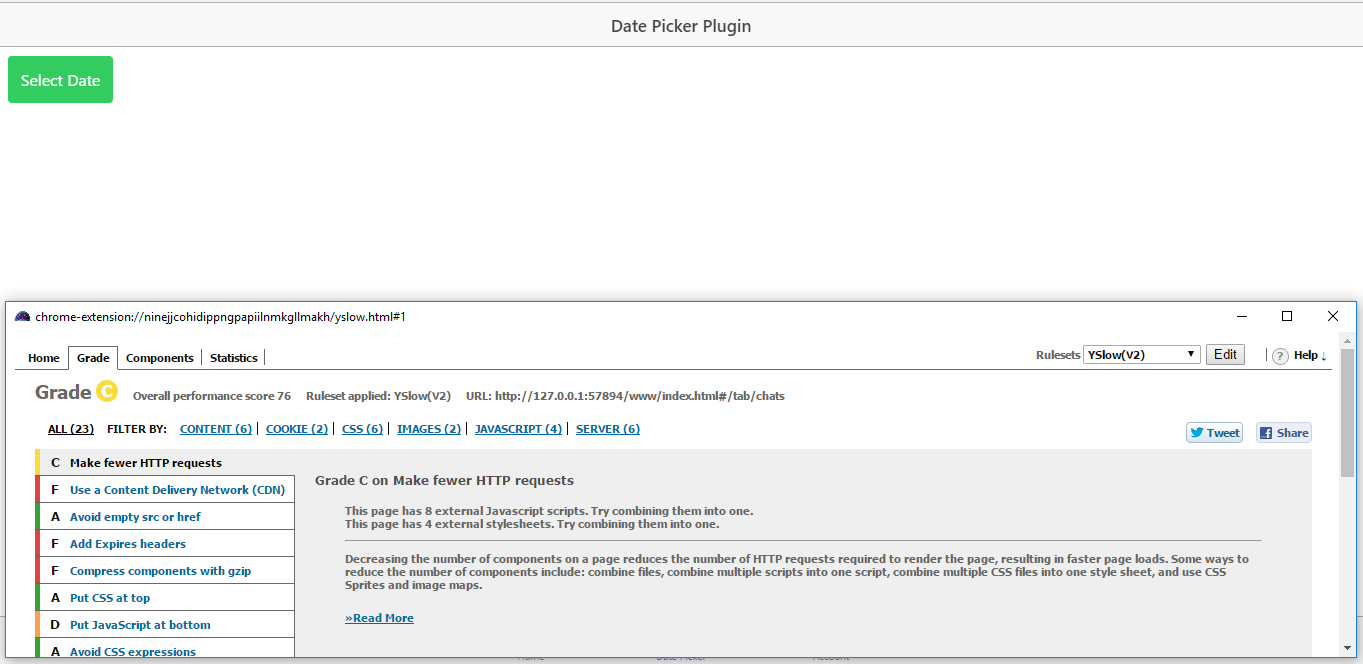 Date Picker Plugin
Select Date
chrome-extension://ninejjcohidippngpapiilnmkgllmakh/yslow.html#1
Home Grade Components Statistics Rulesets YSlow(V2) Edit ? Help ↓
Grade C Overall performance score 76 Ruleset applied: YSlow(V2) URL: http://127.0.0.1:57894/www/index.html#/tab/chats
ALL (23) FILTER BY: CONTENT (6) | COOKIE (2) | CSS (6) | IMAGES (2) | JAVASCRIPT (4) | SERVER (6)
Tweet Share
C Make fewer HTTP requests
F Use a Content Delivery Network (CDN)
A Avoid empty src or href
F Add Expires headers
F Compress components with gzip
A Put CSS at top
D Put JavaScript at bottom
A Avoid CSS expressions
Grade C on Make fewer HTTP requests
This page has 8 external Javascript scripts. Try combining them into one.
This page has 4 external stylesheets. Try combining them into one.
Decreasing the number of components on a page reduces the number of HTTP requests required to render the page, resulting in faster page loads. Some ways to
reduce the number of components include: combine files, combine multiple scripts into one script, combine multiple CSS files into one style sheet, and use CSS
Sprites and image maps.
»Read More
Home Date Picker Account